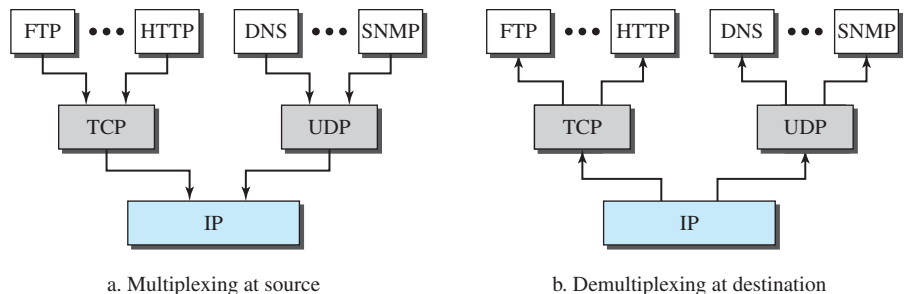 FTP ••• HTTP DNS ••• SNMP
TCP UDP
IP
a. Multiplexing at source
FTP ••• HTTP DNS ••• SNMP
TCP UDP
IP
b. Demultiplexing at destination